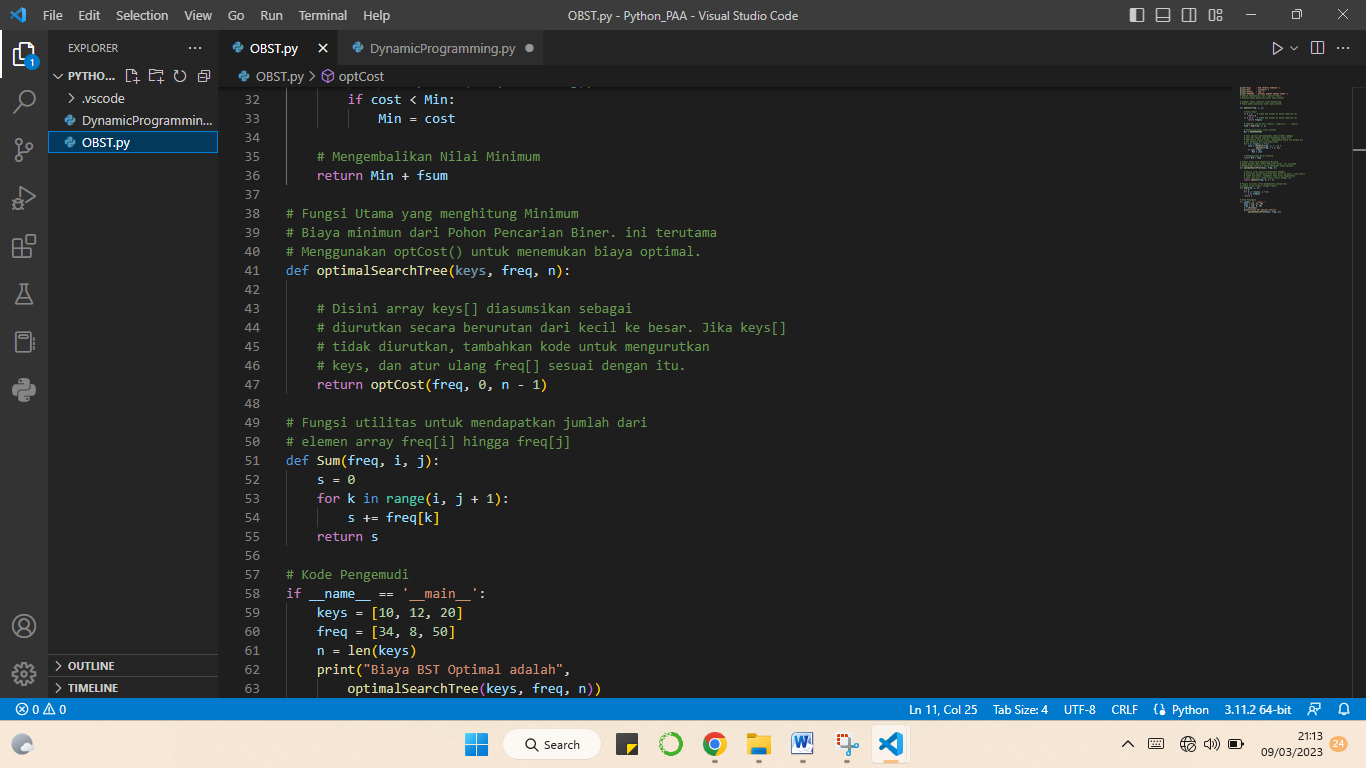 File Edit Selection View Go Run Terminal Help
OBST.py - Python_PAA - Visual Studio Code
EXPLORER
PYTHO...
.vscode
DynamicProgrammin...
OBST.py
OUTLINE
TIMELINE
1
OBST.py
DynamicProgramming.py
OBST.py > optCost
32 if cost < Min:
33 Min = cost
34
35 # Mengembalikan Nilai Minimum
36 return Min + fsum
37
38 # Fungsi Utama yang menghitung Minimum
39 # Biaya minimun dari Pohon Pencarian Biner. ini terutama
40 # Menggunakan optCost() untuk menemukan biaya optimal.
41 def optimalSearchTree(keys, freq, n):
42
43 # Disini array keys[] diasumsikan sebagai
44 # diurutkan secara berurutan dari kecil ke besar. Jika keys[]
45 # tidak diurutkan, tambahkan kode untuk mengurutkan
46 # keys, dan atur ulang freq[] sesuai dengan itu.
47 return optCost(freq, 0, n - 1)
48
49 # Fungsi utilitas untuk mendapatkan jumlah dari
50 # elemen array freq[i] hingga freq[j]
51 def Sum(freq, i, j):
52 s = 0
53 for k in range(i, j + 1):
54 s += freq[k]
55 return s
56
57 # Kode Pengemudi
58 if __name__ == '__main__':
59 keys = [10, 12, 20]
60 freq = [34, 8, 50]
61 n = len(keys)
62 print("Biaya BST Optimal adalah",
63 optimalSearchTree(keys, freq, n))
0 0
Ln 11, Col 25 Tab Size: 4 UTF-8 CRLF Python 3.11.2 64-bit
Search
21:13
09/03/2023
24